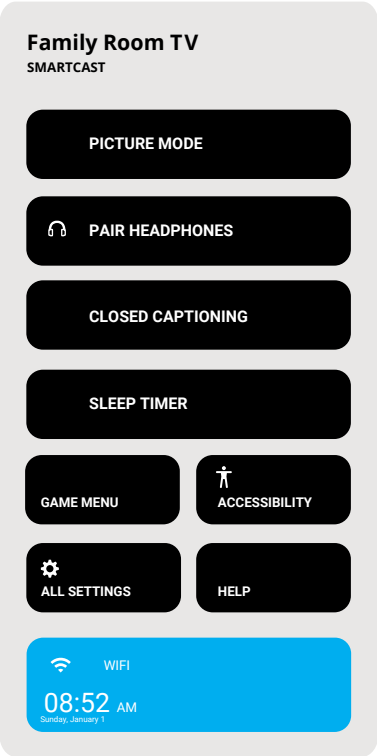 Family Room TV
SMARTCAST
PICTURE MODE
PAIR HEADPHONES
CLOSED CAPTIONING
SLEEP TIMER
GAME MENU
ACCESSIBILITY
ALL SETTINGS
HELP
WIFI
08:52 AM
Sunday, January 1